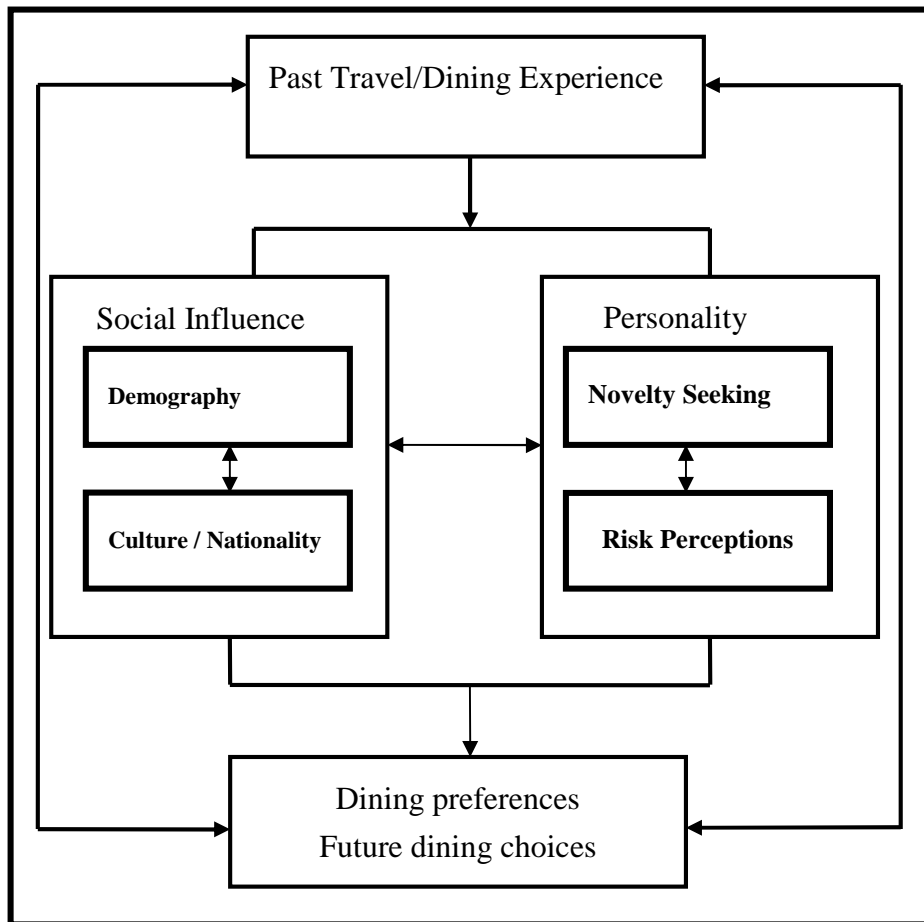 Past Travel/Dining Experience
Social Influence
Demography
Culture / Nationality
Personality
Novelty Seeking
Risk Perceptions
Dining preferences
Future dining choices